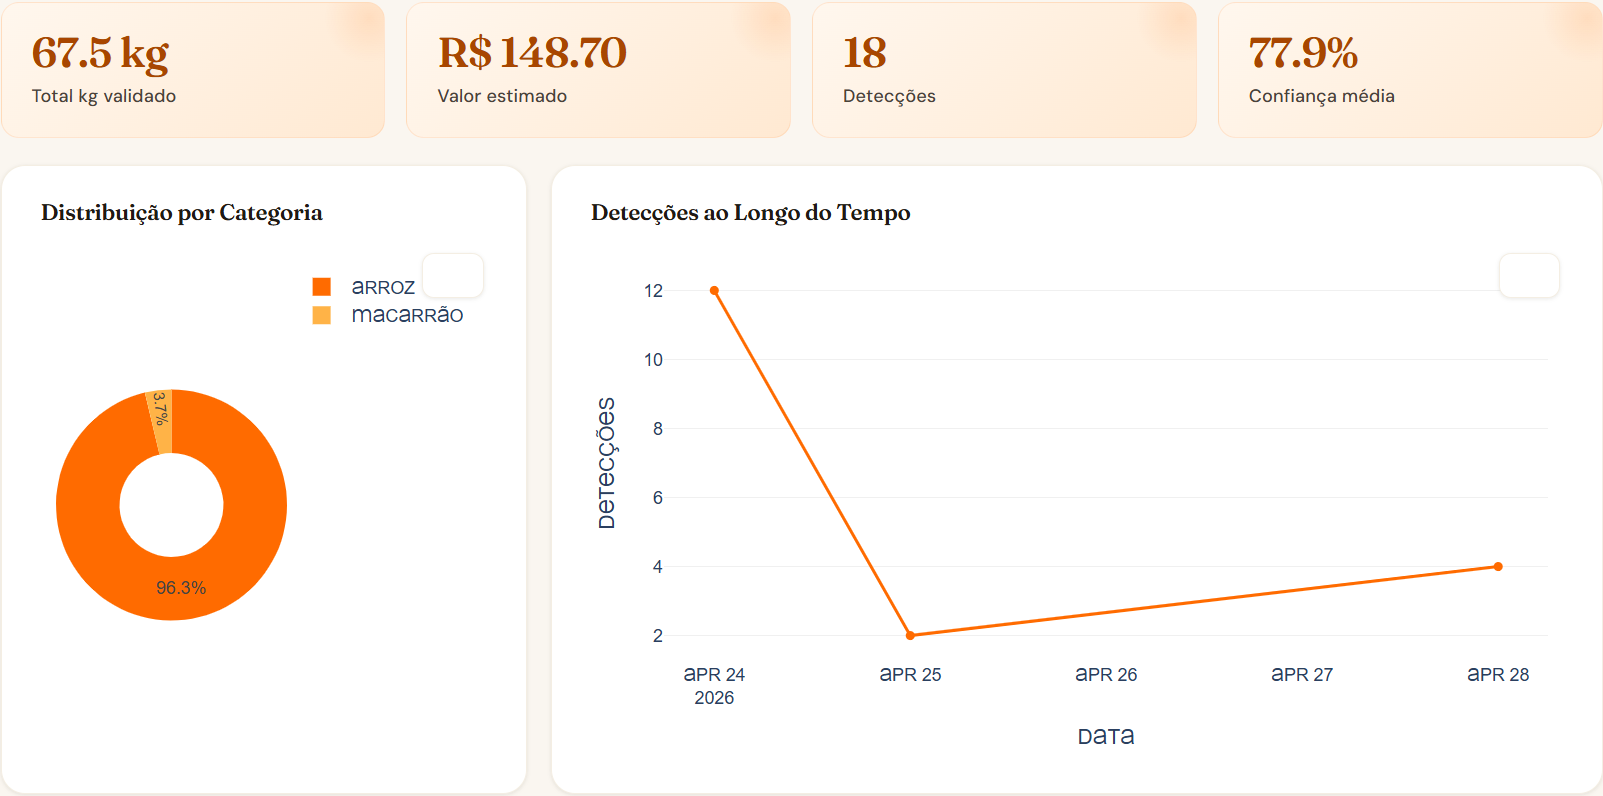 67.5 kg
Total kg validado
R$ 148.70
Valor estimado
18
Detecções
77.9%
Confiança média
Distribuição por Categoria
arroz
macarrão
3.7%
96.3%
Detecções ao Longo do Tempo
12
10
8
6
4
2
Detecções
apr 24
2026
apr 25
apr 26
apr 27
apr 28
Data